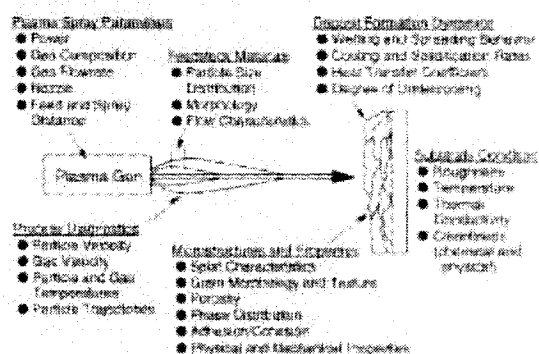 Plasma Spray Parameters
Power
Gas Composition
Gas Flowrate
Nozzle
Feed and Spray
Distance
Feedstock Materials
Particle Size
Distribution
Morphology
Flow Characteristics
Deposit Formation Dynamics
Wetting and Spreading Behavior
Cooling and Solidification Rates
Heat Transfer Coefficient
Degree of Undercooling
Plasma Gun
Substrate Condition
Roughness
Temperature
Thermal
Conductivity
Cleanliness
(chemical and
physical)
Process Diagnostics
Particle Velocity
Gas Velocity
Particle and Gas
Temperatures
Particle Trajectories
Microstructures and Properties
Splat Characteristics
Grain Morphology and Texture
Porosity
Phase Distribution
Adhesion/Cohesion
Physical and Mechanical Properties